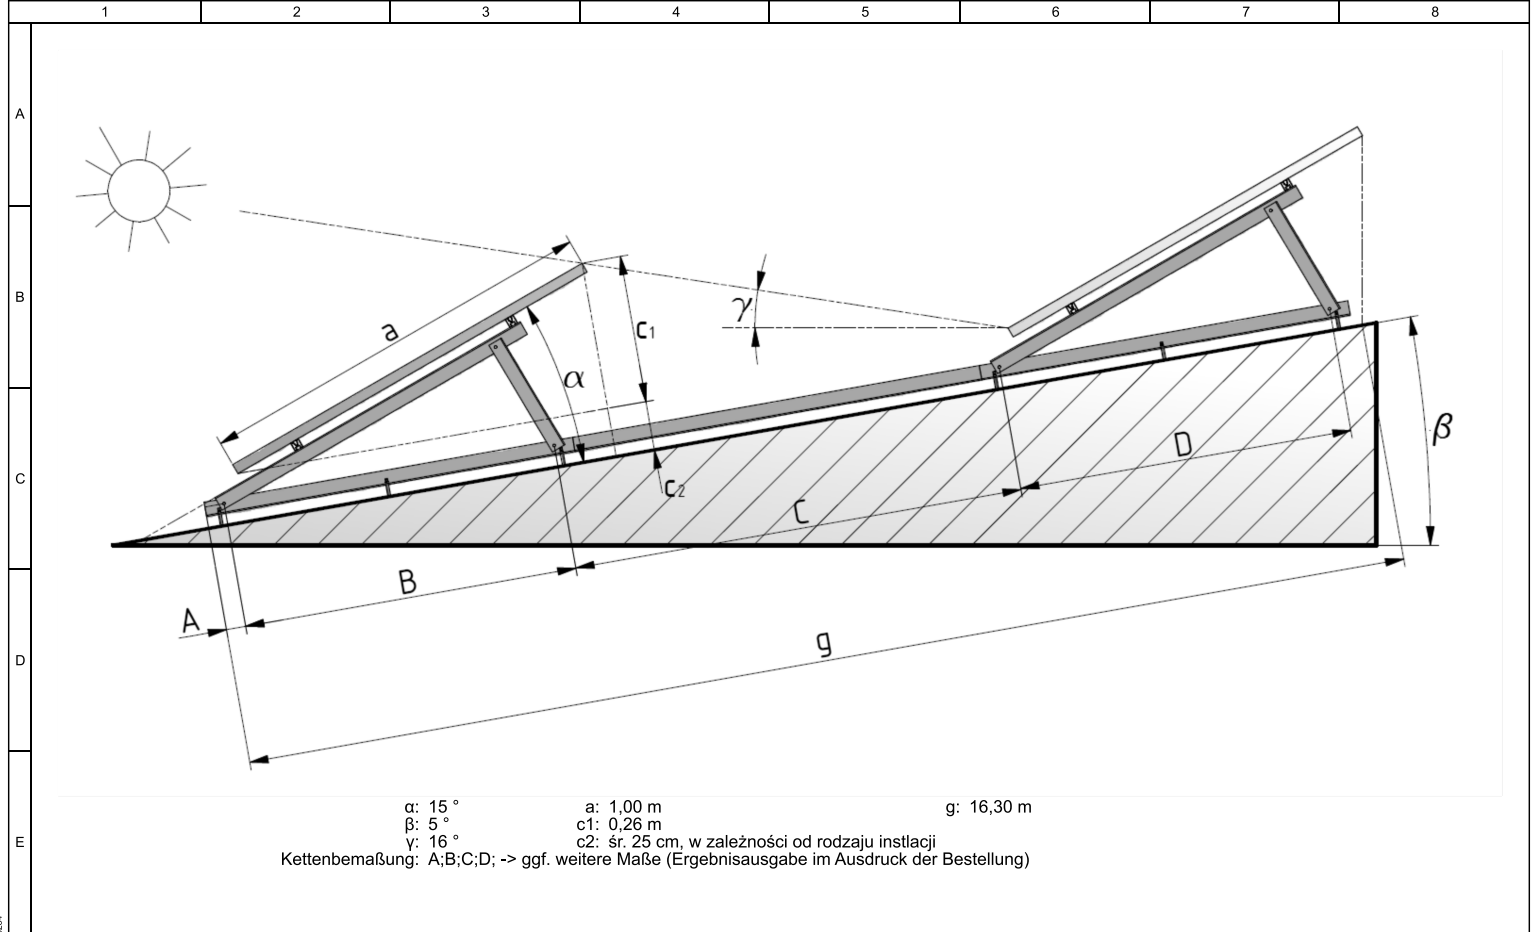 1 2 3 4 5 6 7 8
A
B
C
D
E
a
α
c1
c2
γ
β
A
B
C
D
g
α: 15 ° a: 1,00 m g: 16,30 m
β: 5 ° c1: 0,26 m
γ: 16 ° c2: śr. 25 cm, w zależności od rodzaju instlacji
Kettenbemaßung: A;B;C;D; -> ggf. weitere Maße (Ergebnisausgabe im Ausdruck der Bestellung)